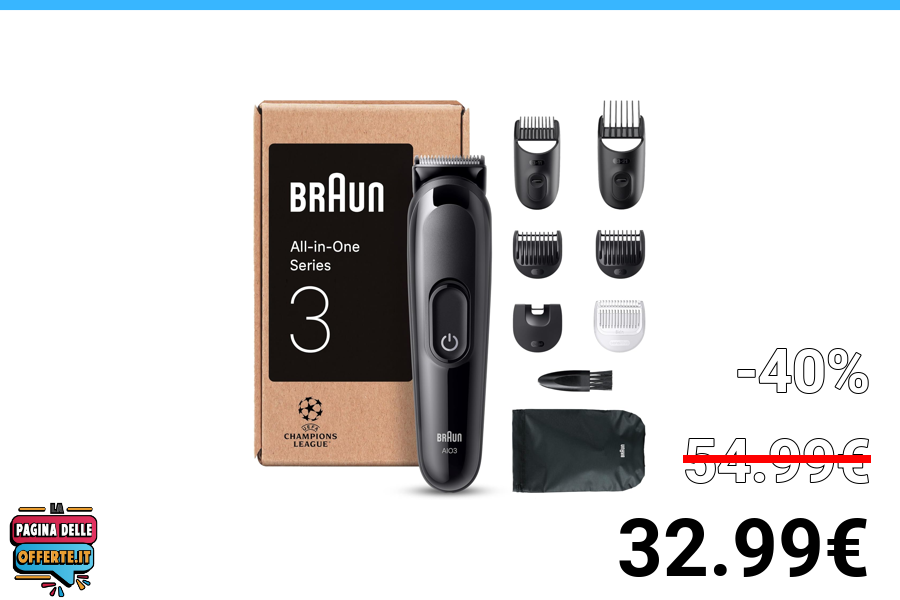 BRAUN
All-in-One
Series
3
UEFA
CHAMPIONS
LEAGUE
BRAUN
AIO3
BRAUN
-40%
54.99€
32.99€
LA
PAGINA DELLE
OFFERTE.IT